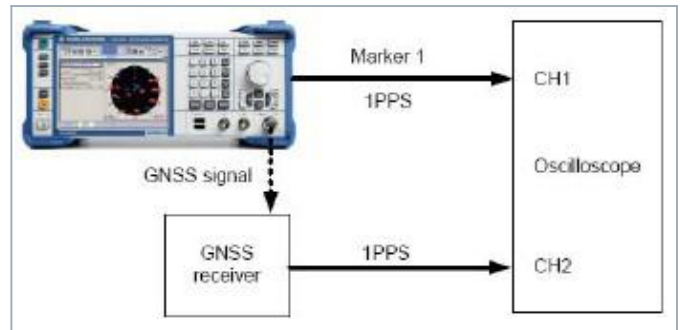 Marker 1
1PPS
CH1
Oscilloscope
GNSS signal
GNSS
receiver
1PPS
CH2